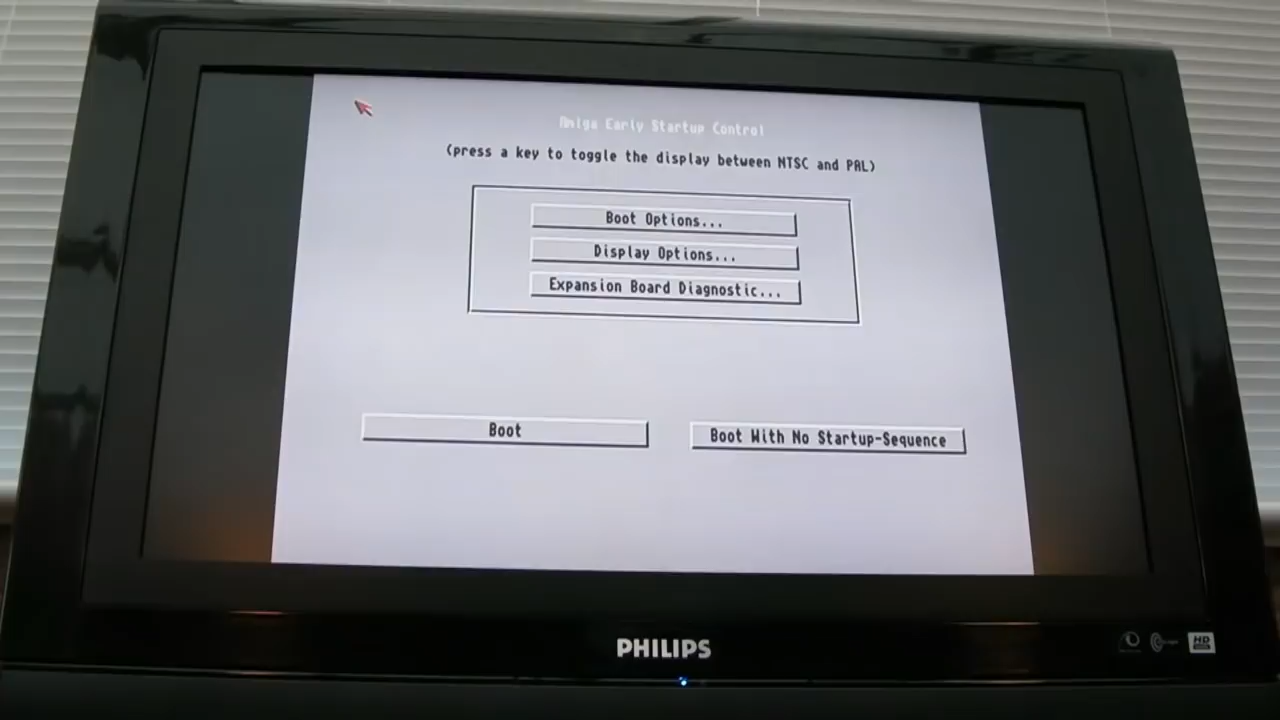 Amiga Early Startup Control
(press a key to toggle the display between NTSC and PAL)
Boot Options...
Display Options...
Expansion Board Diagnostic...
Boot
Boot With No Startup-Sequence
PHILIPS
HD